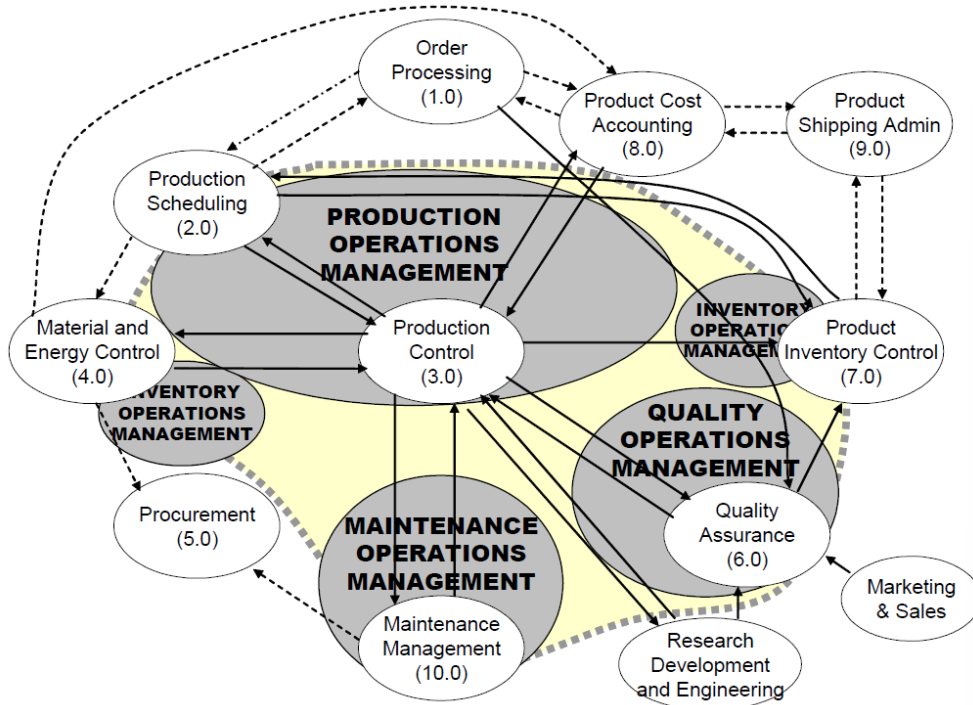 Order
Processing
(1.0)
Product Cost
Accounting
(8.0)
Product
Shipping Admin
(9.0)
Production
Scheduling
(2.0)
PRODUCTION
OPERATIONS
MANAGEMENT
Material and
Energy Control
(4.0)
Production
Control
(3.0)
INVENTORY
OPERATION
MANAGEME
Product
Inventory Control
(7.0)
INVENTORY
OPERATIONS
MANAGEMENT
QUALITY
OPERATIONS
MANAGEMENT
Procurement
(5.0)
MAINTENANCE
OPERATIONS
MANAGEMENT
Quality
Assurance
(6.0)
Marketing
& Sales
Maintenance
Management
(10.0)
Research
Development
and Engineering